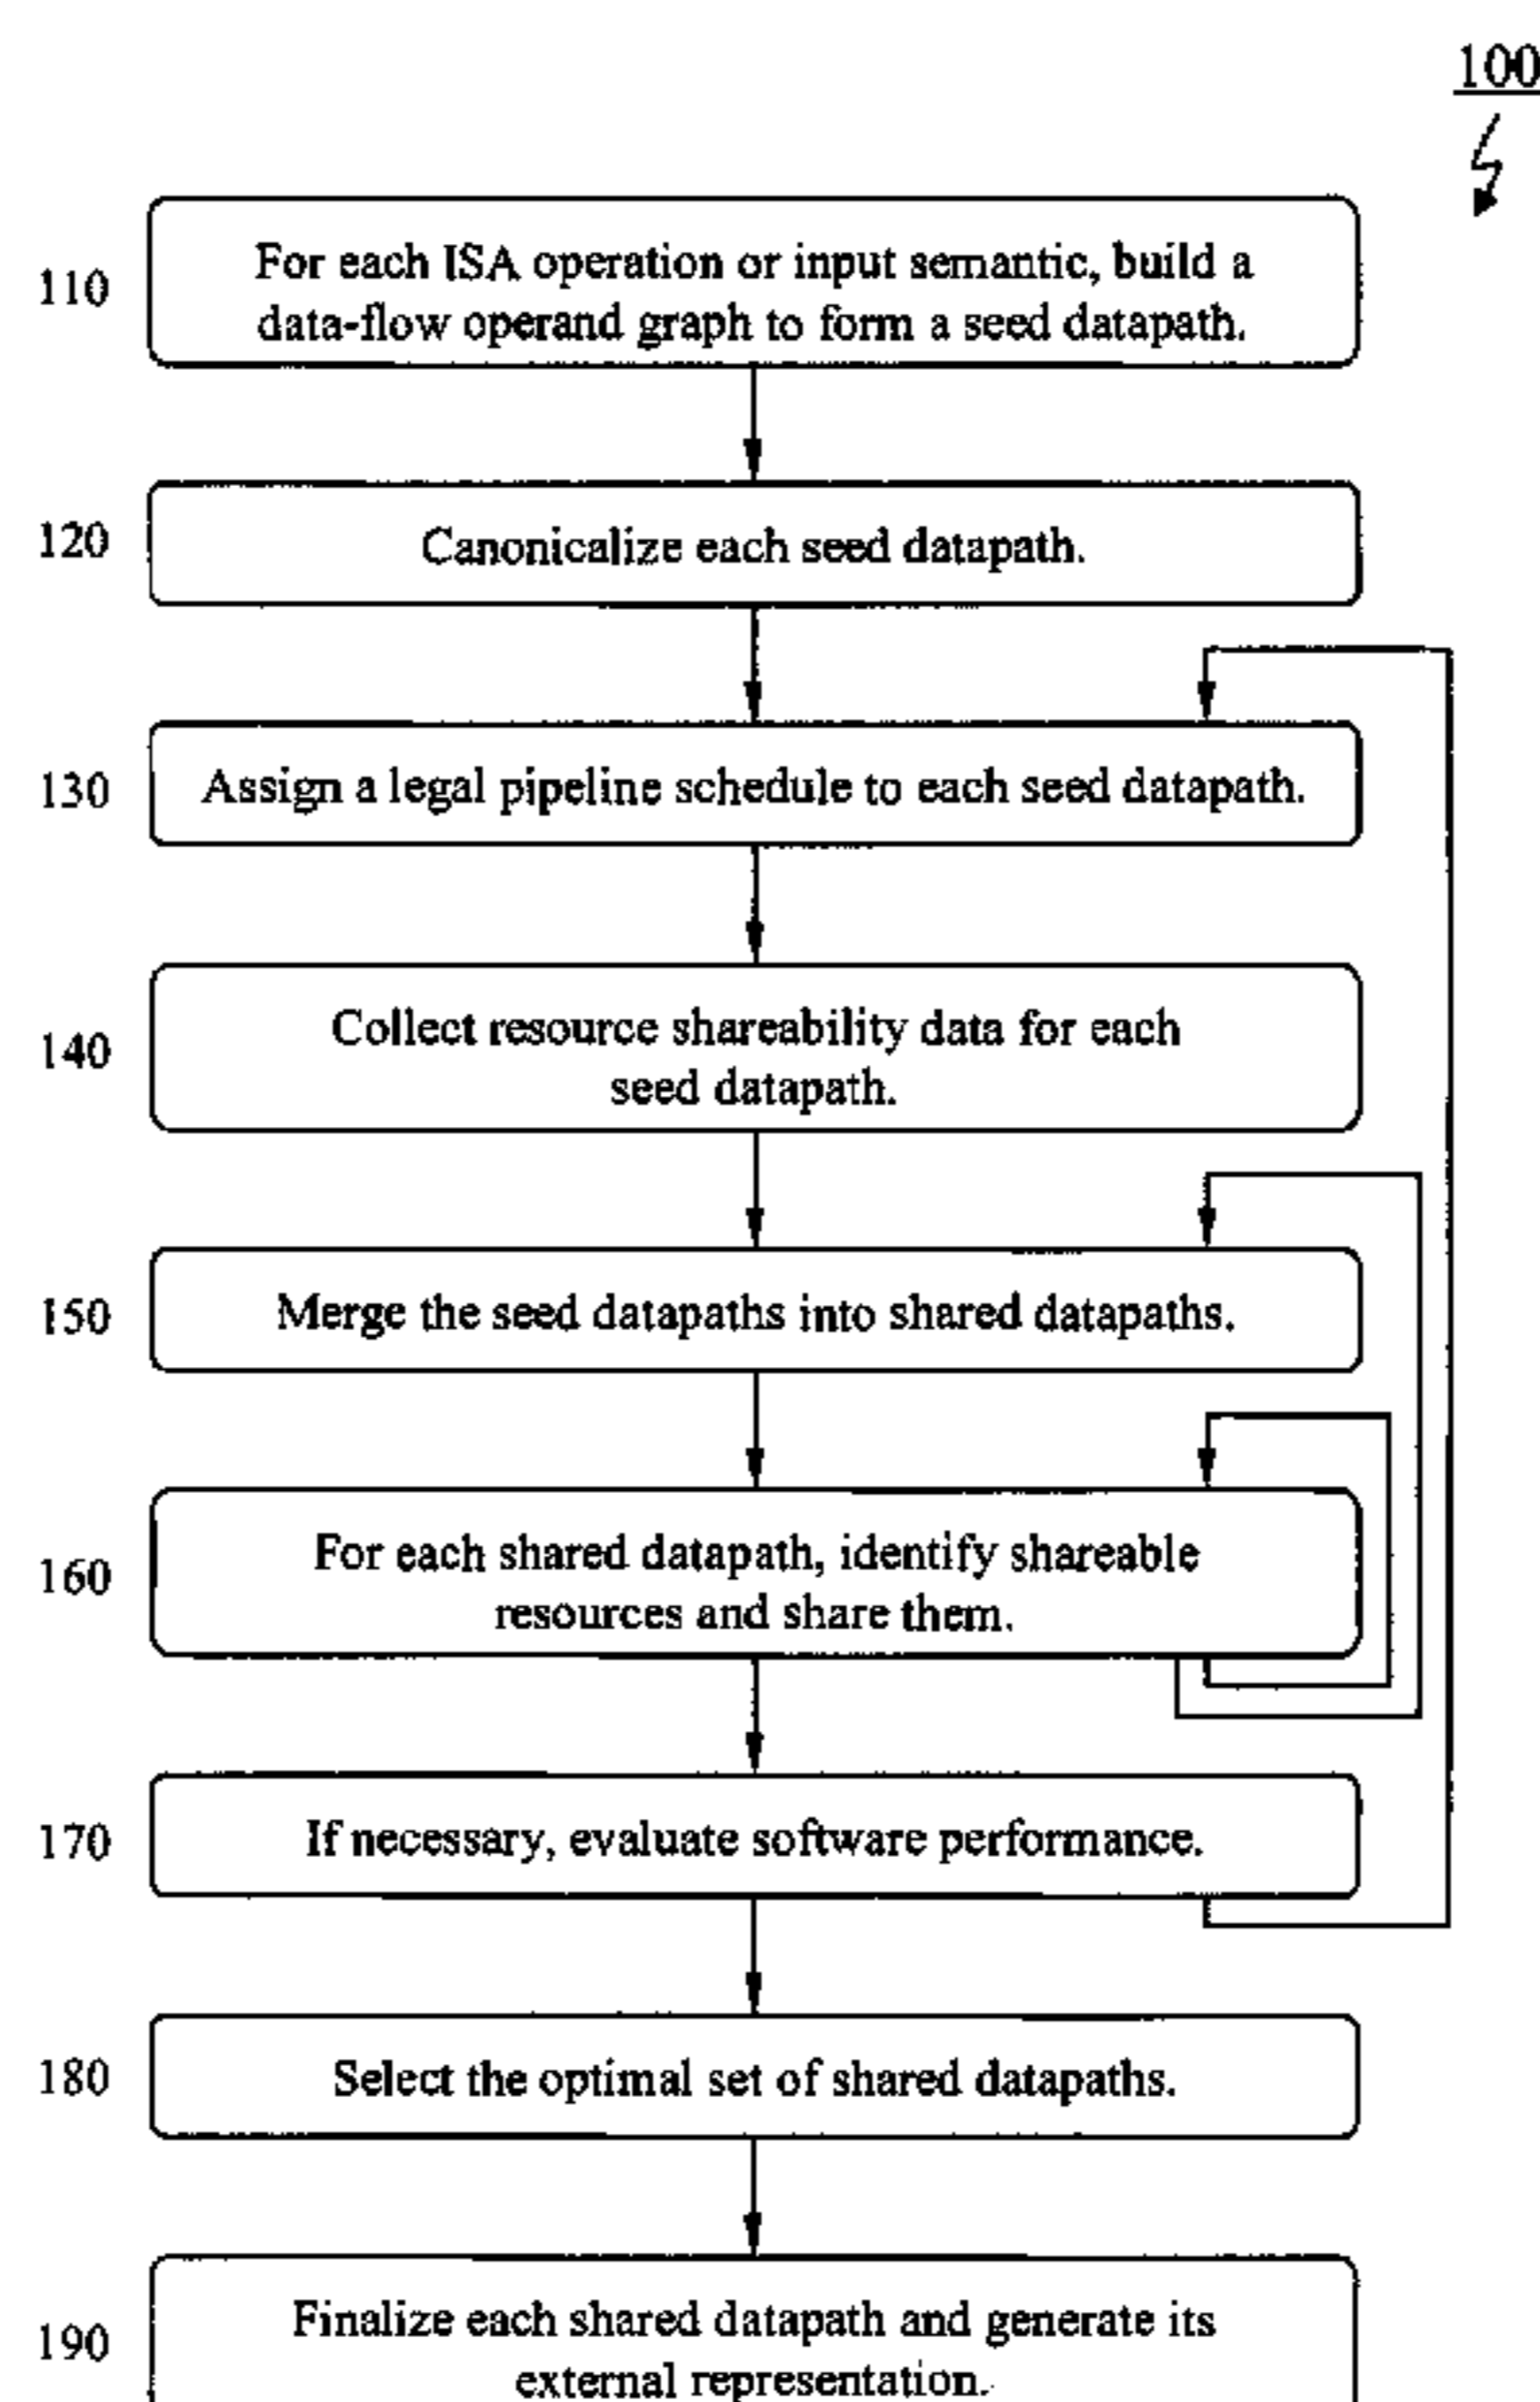 100
110
For each ISA operation or input semantic, build a
data-flow operand graph to form a seed datapath.
120
Canonicalize each seed datapath.
130
Assign a legal pipeline schedule to each seed datapath.
140
Collect resource shareability data for each
seed datapath.
150
Merge the seed datapaths into shared datapaths.
160
For each shared datapath, identify shareable
resources and share them.
170
If necessary, evaluate software performance.
180
Select the optimal set of shared datapaths.
190
Finalize each shared datapath and generate its
external representation.